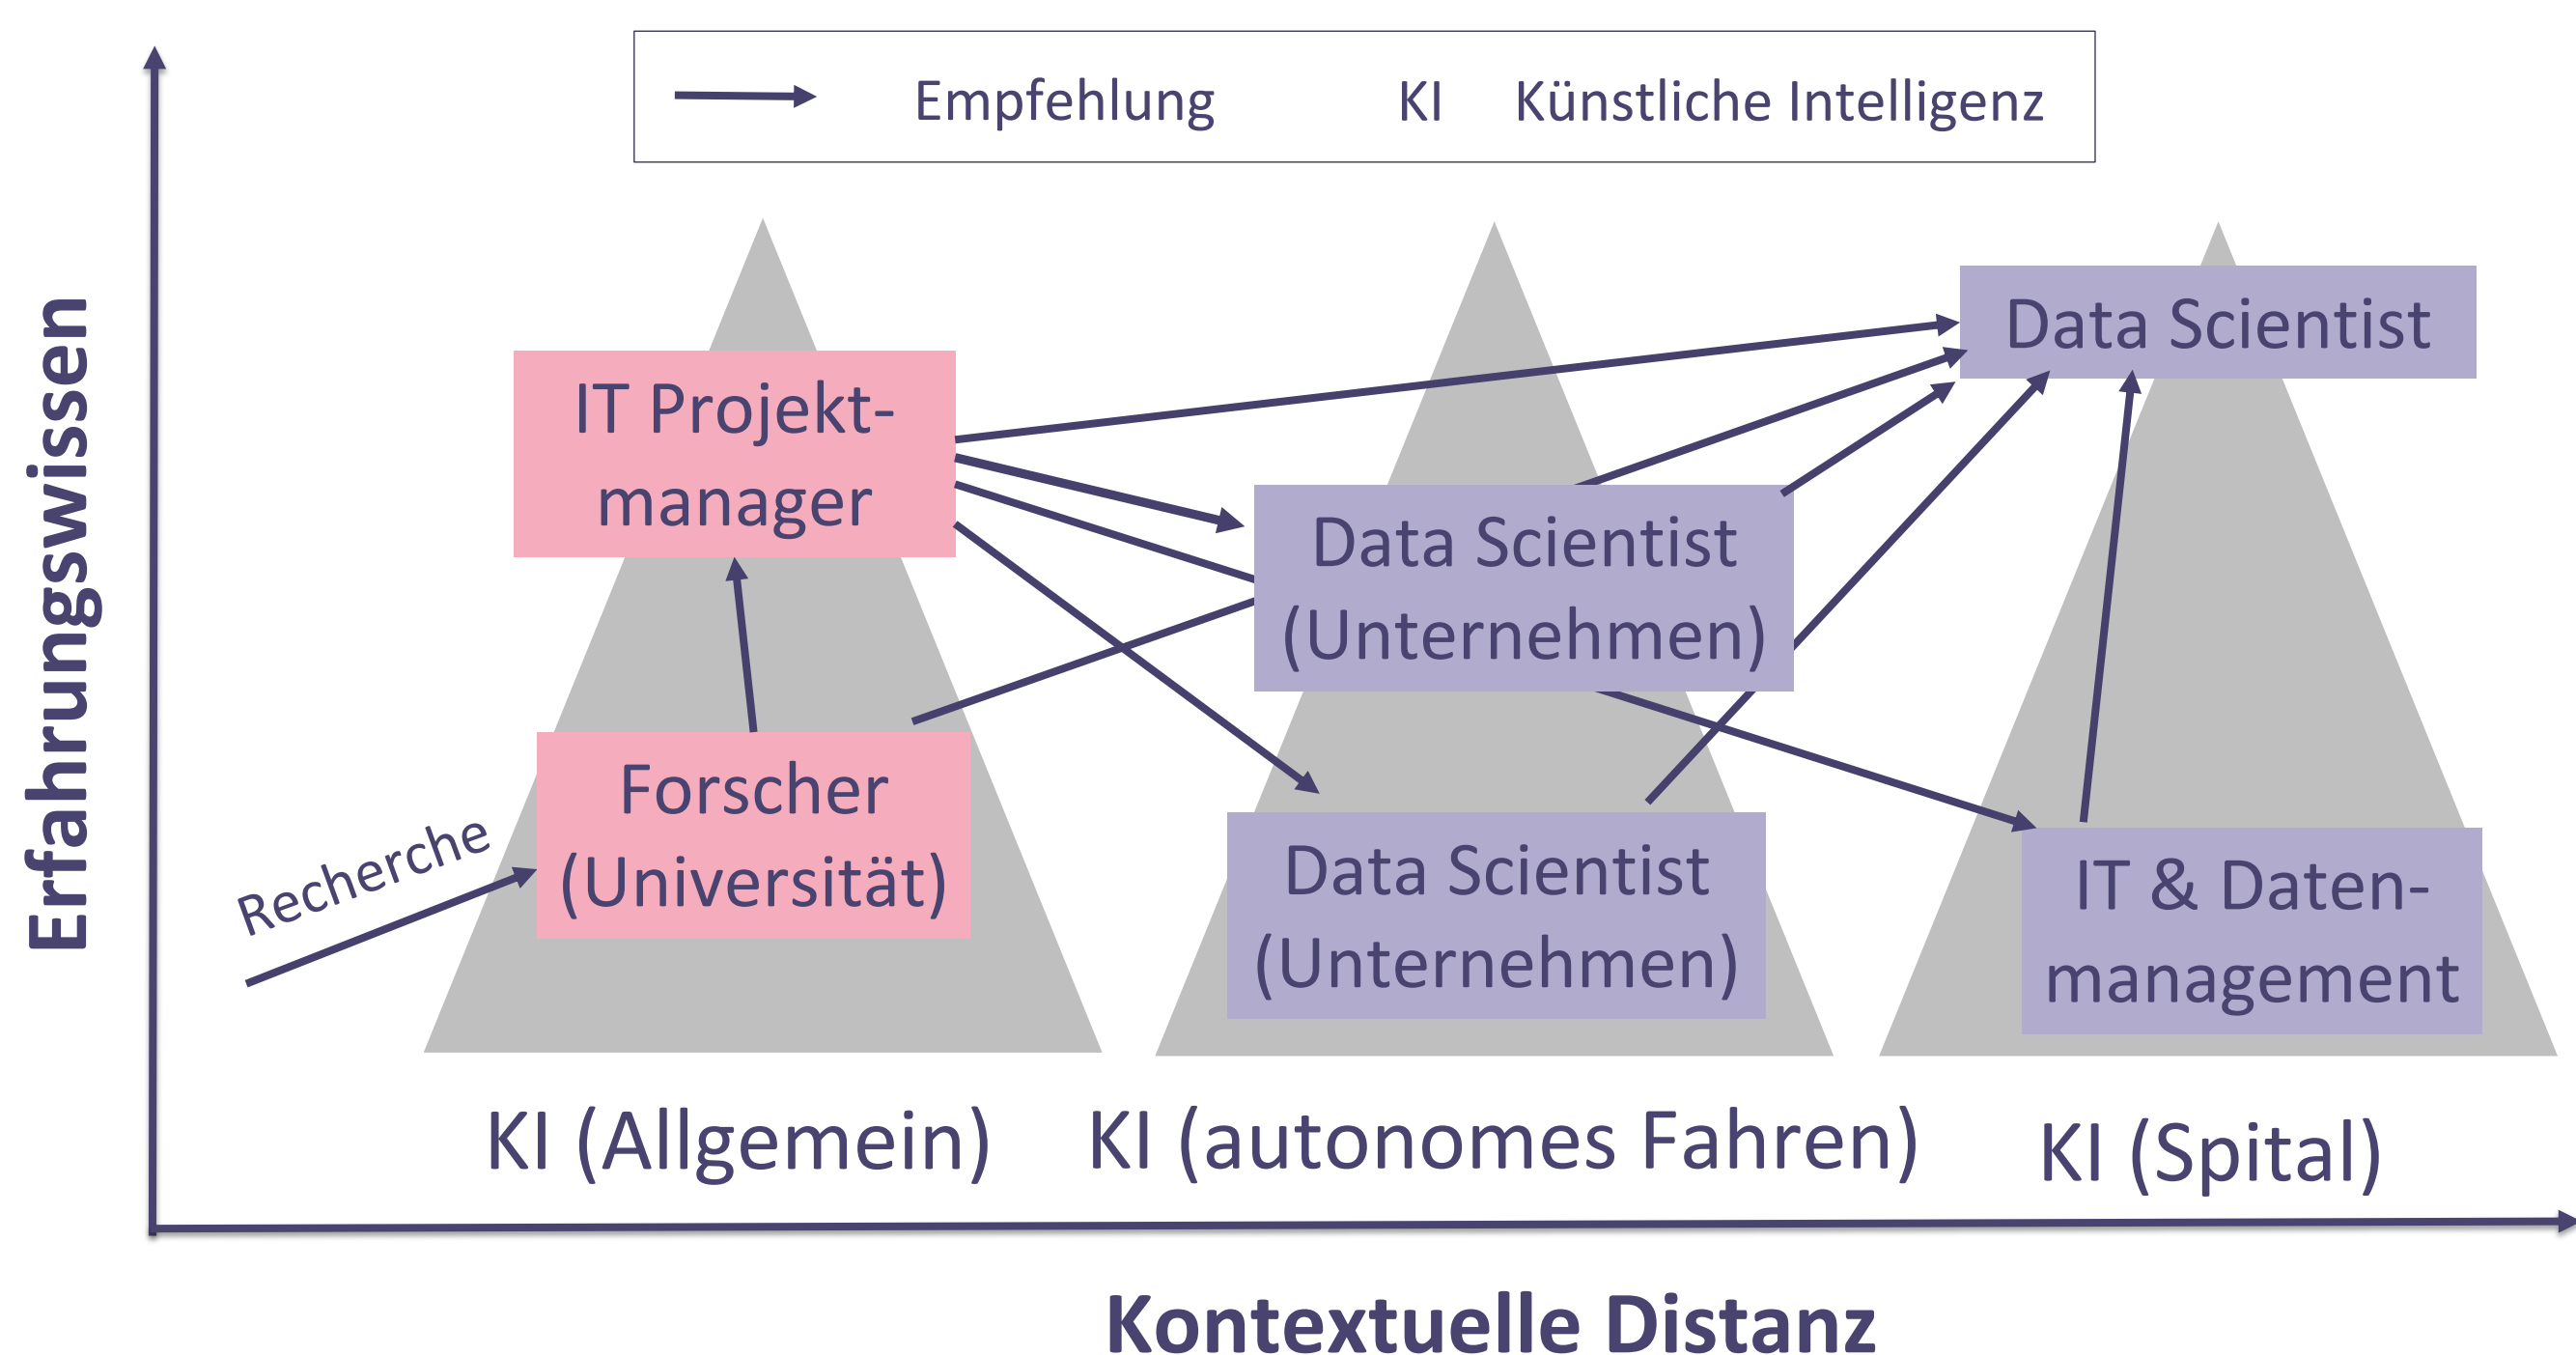 Empfehlung KI Künstliche Intelligenz
Erfahrungswissen
Data Scientist
IT Projekt-
manager
Data Scientist
(Unternehmen)
Forscher
(Universität)
Recherche
Data Scientist
(Unternehmen)
IT & Daten-
management
KI (Allgemein)
KI (autonomes Fahren)
KI (Spital)
Kontextuelle Distanz